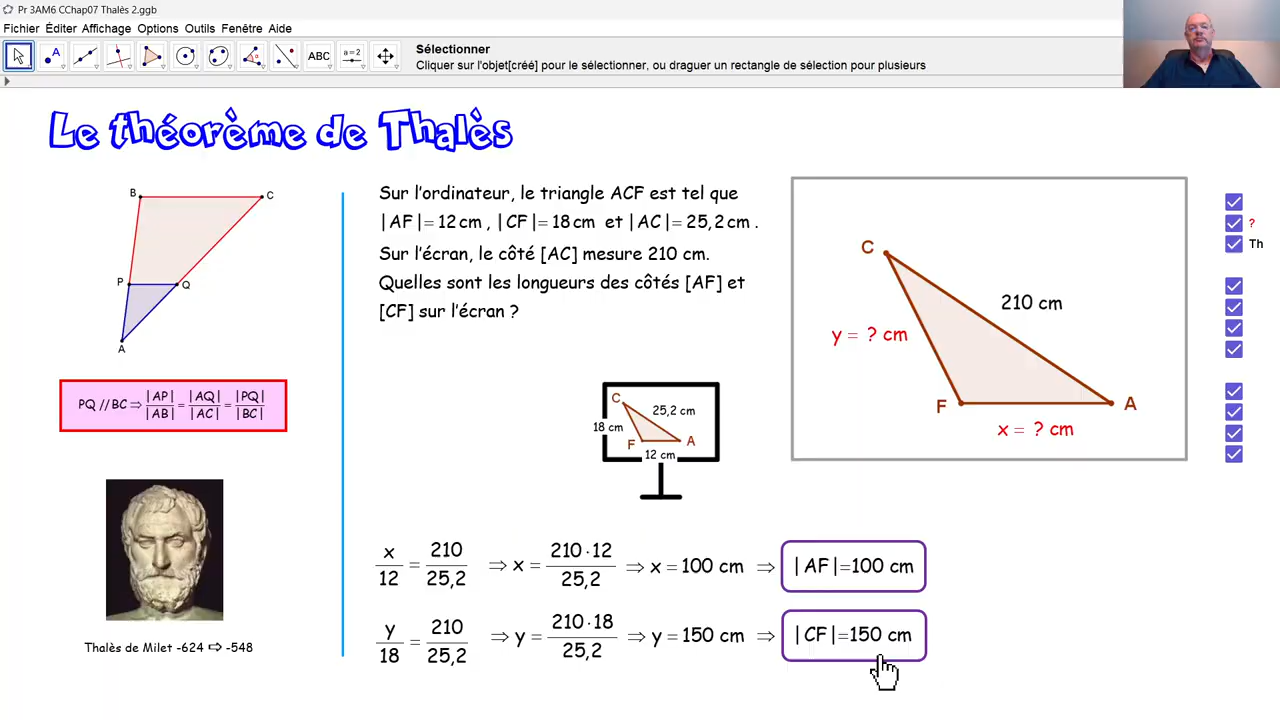 Pr 3AM6 CChap07 Thalès 2.ggb
Fichier Éditer Affichage Options Outils Fenêtre Aide
A ABC a=2
Sélectionner
Cliquer sur l'objet[créé] pour le sélectionner, ou draguer un rectangle de sélection pour plusieurs
Le théorème de Thalès
B C
P Q
A
PQ // BC ⇒ |AP|/|AB| = |AQ|/|AC| = |PQ|/|BC|
Thalès de Milet -624 ⇨ -548
Sur l'ordinateur, le triangle ACF est tel que
|AF|= 12 cm , |CF|= 18 cm et |AC|= 25,2 cm .
Sur l'écran, le côté [AC] mesure 210 cm.
Quelles sont les longueurs des côtés [AF] et
[CF] sur l'écran ?
C
25,2 cm
18 cm
F A
12 cm
C
210 cm
y = ? cm
F A
x = ? cm
?
Th
x/12 = 210/25,2 ⇒ x = 210·12/25,2 ⇒ x = 100 cm ⇒ |AF|=100 cm
y/18 = 210/25,2 ⇒ y = 210·18/25,2 ⇒ y = 150 cm ⇒ |CF|=150 cm